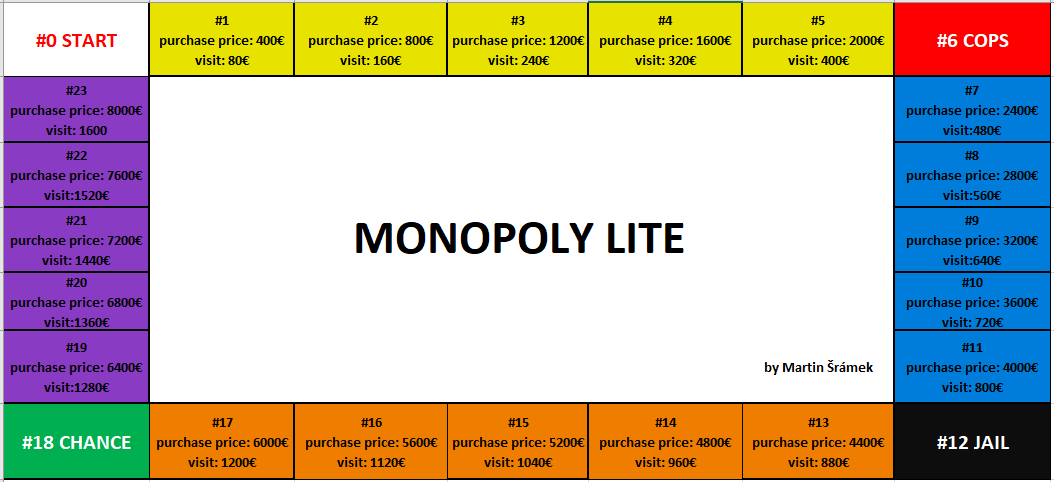 #0 START
#1
purchase price: 400€
visit: 80€
#2
purchase price: 800€
visit: 160€
#3
purchase price: 1200€
visit: 240€
#4
purchase price: 1600€
visit: 320€
#5
purchase price: 2000€
visit: 400€
#6 COPS
#23
purchase price: 8000€
visit: 1600
#7
purchase price: 2400€
visit:480€
#22
purchase price: 7600€
visit:1520€
#8
purchase price: 2800€
visit:560€
#21
purchase price: 7200€
visit: 1440€
MONOPOLY LITE
#9
purchase price: 3200€
visit:640€
#20
purchase price: 6800€
visit:1360€
#10
purchase price: 3600€
visit: 720€
#19
purchase price: 6400€
visit:1280€
by Martin Šrámek
#11
purchase price: 4000€
visit: 800€
#18 CHANCE
#17
purchase price: 6000€
visit: 1200€
#16
purchase price: 5600€
visit: 1120€
#15
purchase price: 5200€
visit: 1040€
#14
purchase price: 4800€
visit: 960€
#13
purchase price: 4400€
visit: 880€
#12 JAIL